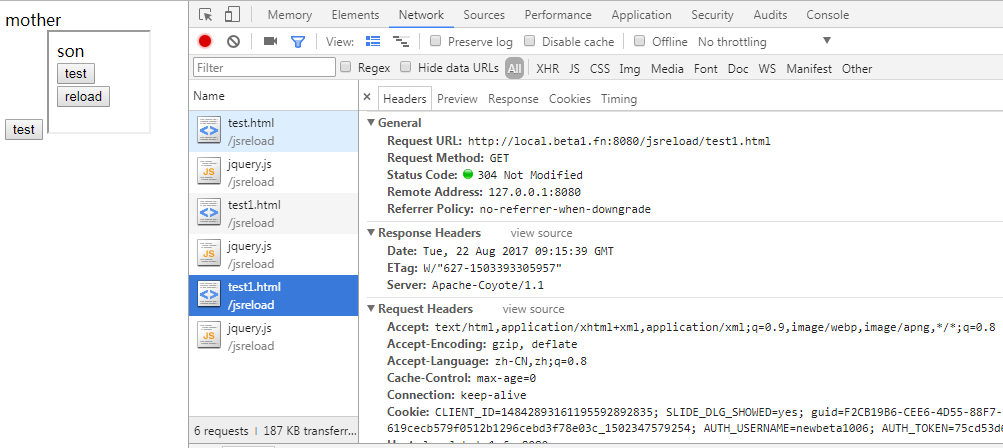 mother
son
test
reload
test
Memory Elements Network Sources Performance Application Security Audits Console
View: Preserve log Disable cache Offline No throttling
Filter Regex Hide data URLs All XHR JS CSS Img Media Font Doc WS Manifest Other
Name
test.html
/jsreload
jquery.js
/jsreload
test1.html
/jsreload
jquery.js
/jsreload
test1.html
/jsreload
jquery.js
/jsreload
6 requests 187 KB transferr...
× Headers Preview Response Cookies Timing
General
Request URL: http://local.beta1.fn:8080/jsreload/test1.html
Request Method: GET
Status Code: 304 Not Modified
Remote Address: 127.0.0.1:8080
Referrer Policy: no-referrer-when-downgrade
Response Headers view source
Date: Tue, 22 Aug 2017 09:15:39 GMT
ETag: W/"627-1503393305957"
Server: Apache-Coyote/1.1
Request Headers view source
Accept: text/html,application/xhtml+xml,application/xml;q=0.9,image/webp,image/apng,*/*;q=0.8
Accept-Encoding: gzip, deflate
Accept-Language: zh-CN,zh;q=0.8
Cache-Control: max-age=0
Connection: keep-alive
Cookie: CLIENT_ID=14842893161195592892835; SLIDE_DLG_SHOWED=yes; guid=F2CB19B6-CEE6-4D55-88F7-
619cecb579f0512b1296cebd3f78e03c_1502347579254; AUTH_USERNAME=newbeta1006; AUTH_TOKEN=75cd53d